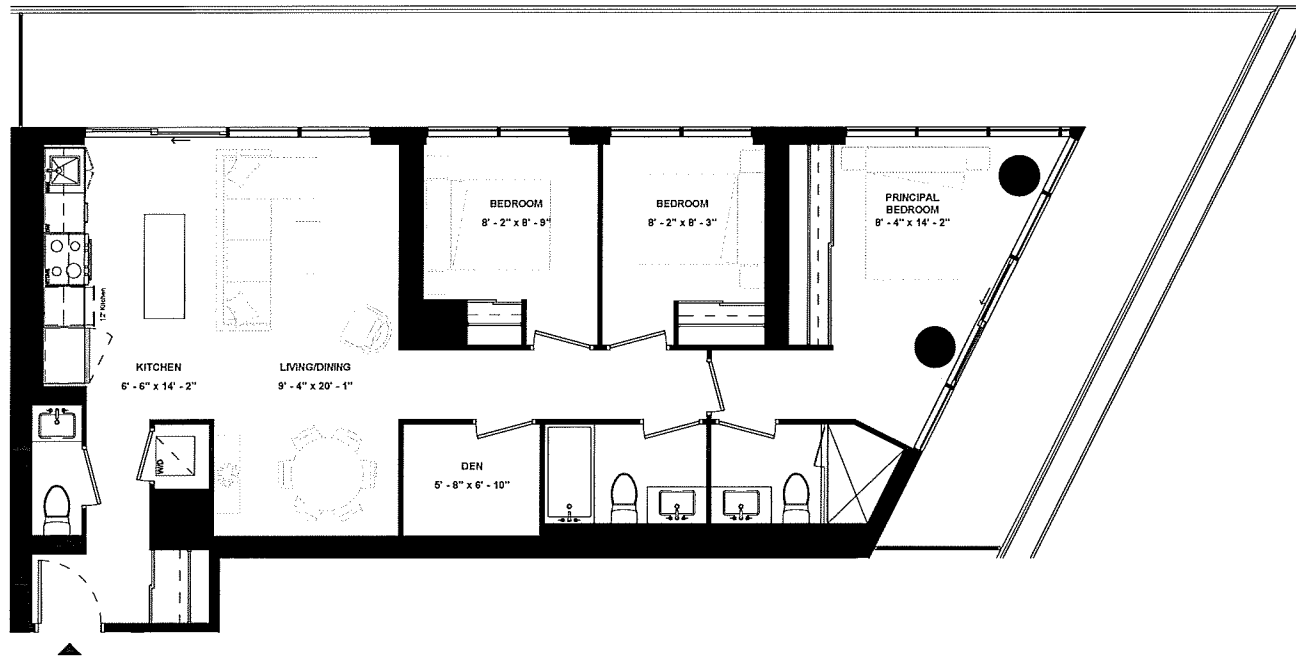 BEDROOM
8' - 2" x 8' - 9"
BEDROOM
8' - 2" x 8' - 3"
PRINCIPAL
BEDROOM
8' - 4" x 14' - 2"
12" Kitchen
KITCHEN
6' - 6" x 14' - 2"
LIVING/DINING
9' - 4" x 20' - 1"
W/D
DEN
5' - 8" x 6' - 10"